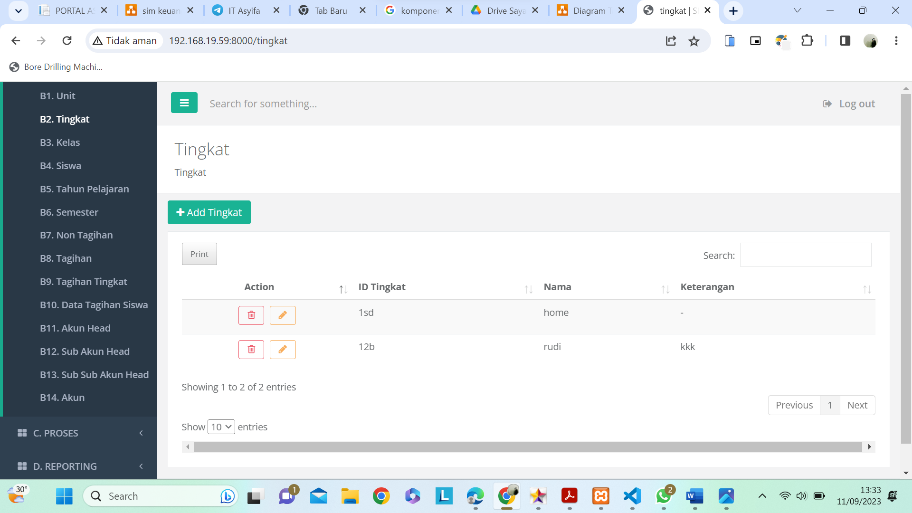 PORTAL A
sim keuan
IT Asyifa
Tab Baru
kompone
Drive Saya
Diagram T
tingkat | S
Tidak aman
192.168.19.59:8000/tingkat
Bore Drilling Machi...
B1. Unit
B2. Tingkat
B3. Kelas
B4. Siswa
B5. Tahun Pelajaran
B6. Semester
B7. Non Tagihan
B8. Tagihan
B9. Tagihan Tingkat
B10. Data Tagihan Siswa
B11. Akun Head
B12. Sub Akun Head
B13. Sub Sub Akun Head
B14. Akun
C. PROSES
D. REPORTING
Search for something...
Log out
Tingkat
Tingkat
Add Tingkat
Print
Search:
Action ID Tingkat Nama Keterangan
1sd home -
12b rudi kkk
Showing 1 to 2 of 2 entries
Previous 1 Next
Show 10 entries
30°
Search
1
2
13:33
11/09/2023